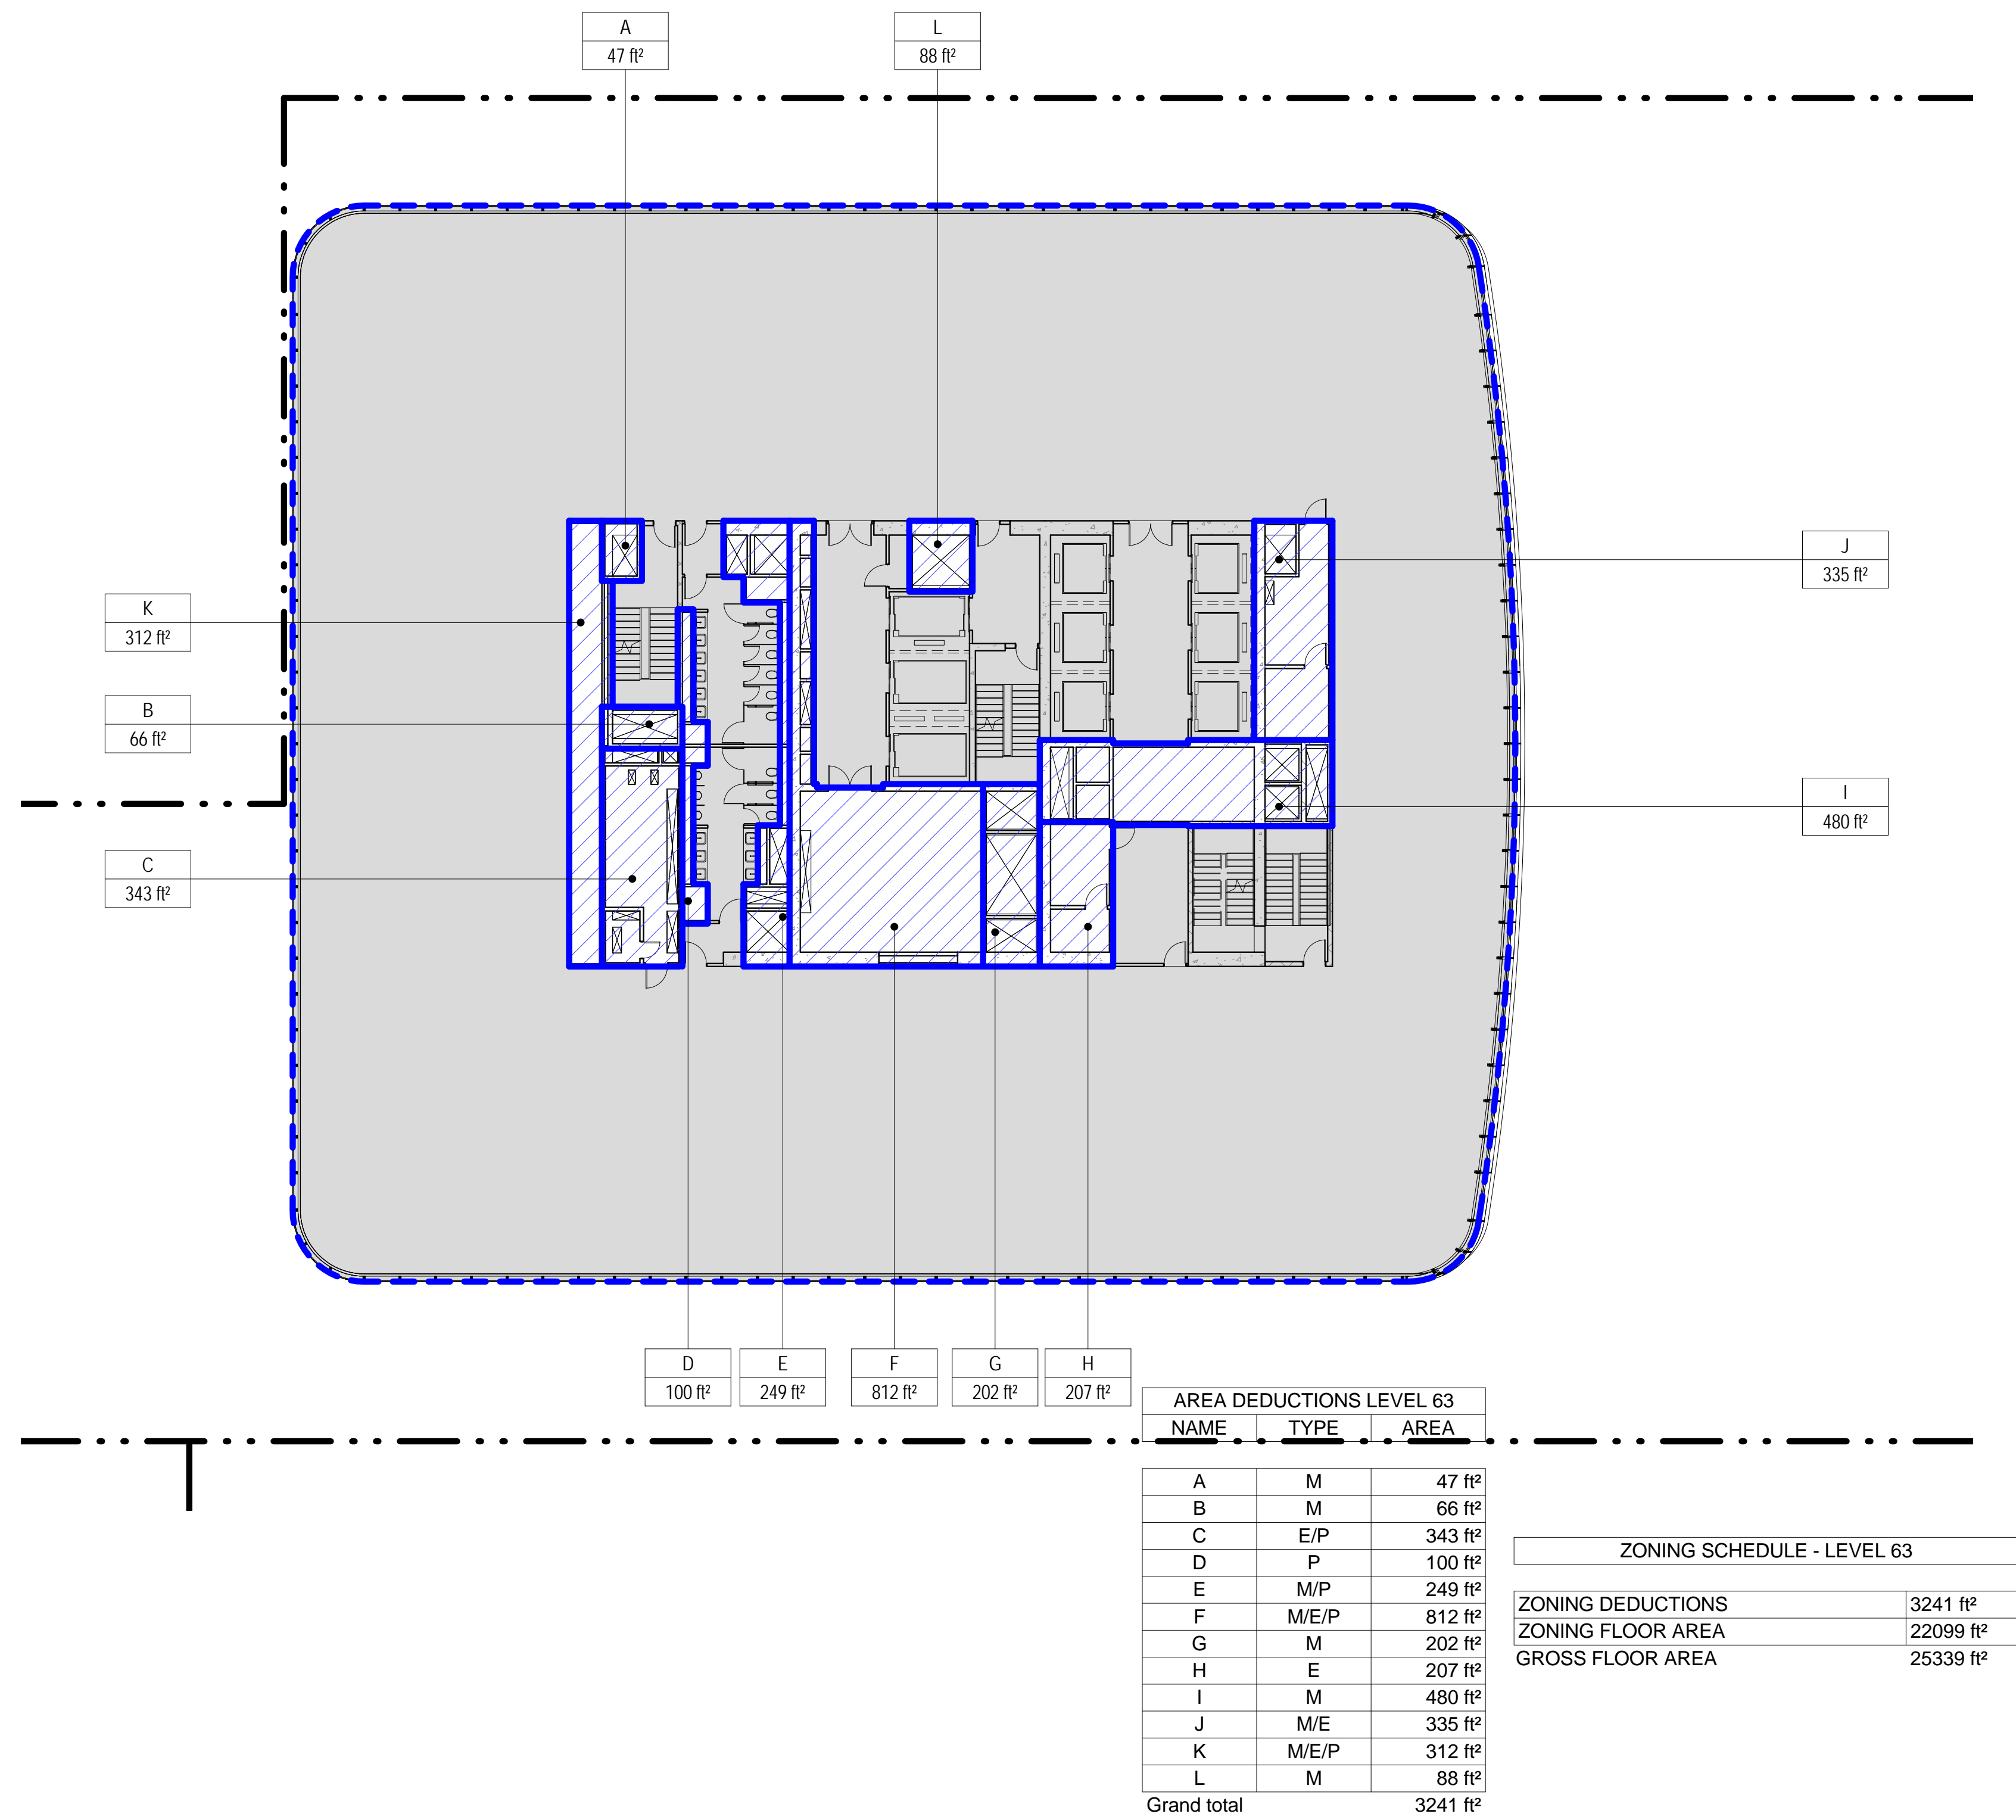 A
47 ft²
L
88 ft²
J
335 ft²
K
312 ft²
B
66 ft²
I
480 ft²
C
343 ft²
D
100 ft²
E
249 ft²
F
812 ft²
G
202 ft²
H
207 ft²
AREA DEDUCTIONS LEVEL 63
NAME TYPE AREA
A M 47 ft²
B M 66 ft²
C E/P 343 ft²
D P 100 ft²
E M/P 249 ft²
F M/E/P 812 ft²
G M 202 ft²
H E 207 ft²
I M 480 ft²
J M/E 335 ft²
K M/E/P 312 ft²
L M 88 ft²
Grand total 3241 ft²
ZONING SCHEDULE - LEVEL 63
ZONING DEDUCTIONS 3241 ft²
ZONING FLOOR AREA 22099 ft²
GROSS FLOOR AREA 25339 ft²